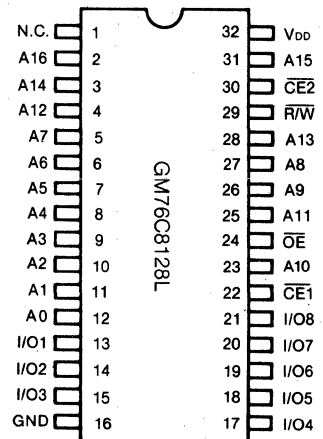 N.C. 1 32 VDD
A16 2 31 A15
A14 3 30 C̅E̅2̅
A12 4 29 R̅/̅W̅
A7 5 28 A13
A6 6 27 A8
A5 7 26 A9
A4 8 25 A11
A3 9 24 O̅E̅
A2 10 23 A10
A1 11 22 C̅E̅1̅
A0 12 21 I/O8
I/O1 13 20 I/O7
I/O2 14 19 I/O6
I/O3 15 18 I/O5
GND 16 17 I/O4
GM76C8128L